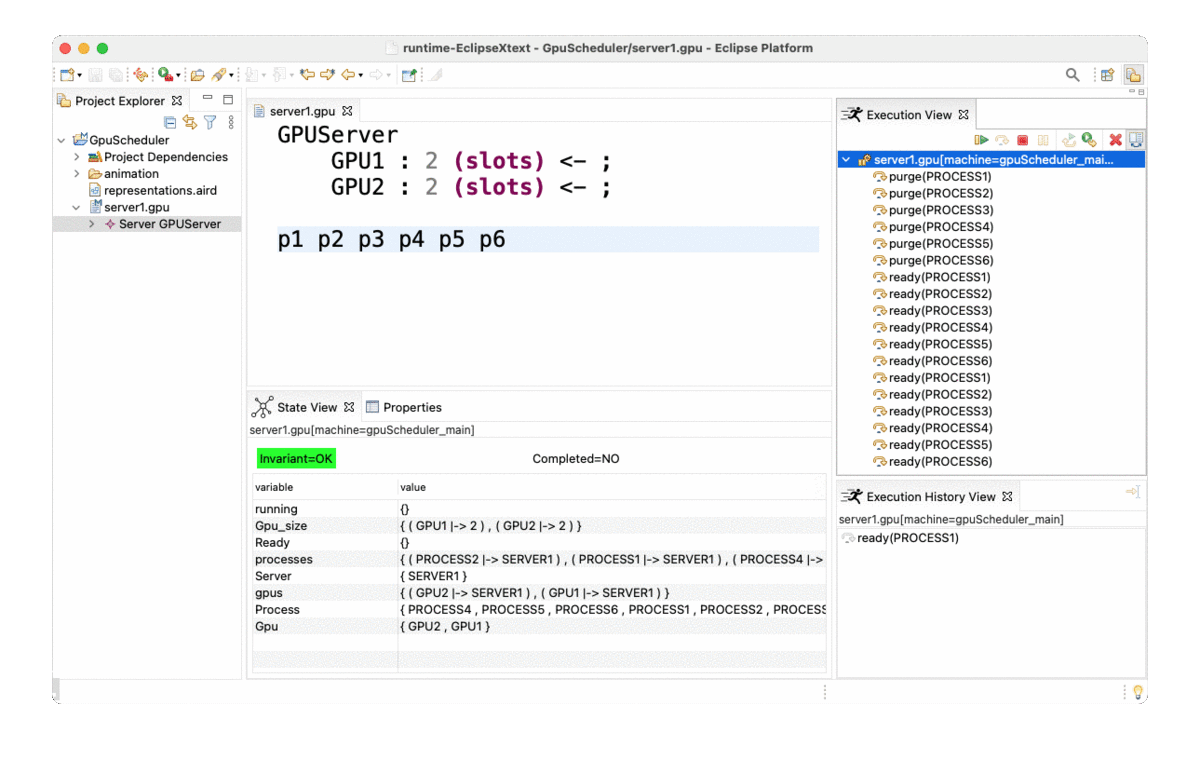 runtime-EclipseXtext - GpuScheduler/server1.gpu - Eclipse Platform
Project Explorer
GpuScheduler
Project Dependencies
animation
representations.aird
server1.gpu
Server GPUServer
server1.gpu
GPUServer
GPU1 : 2 (slots) <- ;
GPU2 : 2 (slots) <- ;
p1 p2 p3 p4 p5 p6
State View
Properties
server1.gpu[machine=gpuScheduler_main]
Invariant=OK Completed=NO
variable value
running {}
Gpu_size { ( GPU1 |-> 2 ) , ( GPU2 |-> 2 ) }
Ready {}
processes { ( PROCESS2 |-> SERVER1 ) , ( PROCESS1 |-> SERVER1 ) , ( PROCESS4 |->
Server { SERVER1 }
gpus { ( GPU2 |-> SERVER1 ) , ( GPU1 |-> SERVER1 ) }
Process { PROCESS4 , PROCESS5 , PROCESS6 , PROCESS1 , PROCESS2 , PROCESS
Gpu { GPU2 , GPU1 }
Execution View
server1.gpu[machine=gpuScheduler_mai...
purge(PROCESS1)
purge(PROCESS2)
purge(PROCESS3)
purge(PROCESS4)
purge(PROCESS5)
purge(PROCESS6)
ready(PROCESS1)
ready(PROCESS2)
ready(PROCESS3)
ready(PROCESS4)
ready(PROCESS5)
ready(PROCESS6)
ready(PROCESS1)
ready(PROCESS2)
ready(PROCESS3)
ready(PROCESS4)
ready(PROCESS5)
ready(PROCESS6)
Execution History View
server1.gpu[machine=gpuScheduler_main]
ready(PROCESS1)